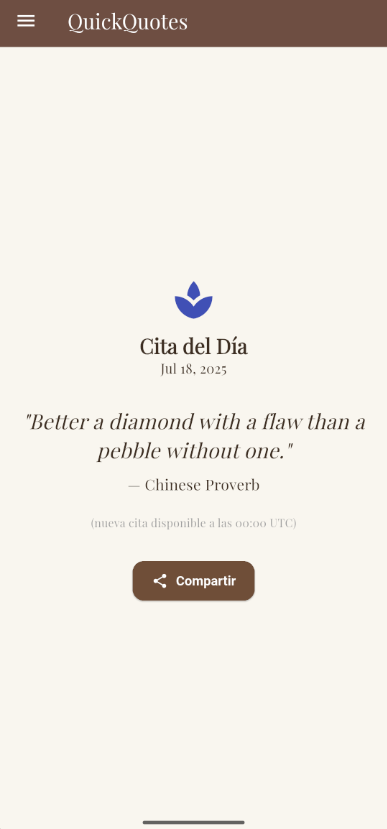 QuickQuotes
Cita del Día
Jul 18, 2025
"Better a diamond with a flaw than a
pebble without one."
— Chinese Proverb
(nueva cita disponible a las 00:00 UTC)
Compartir